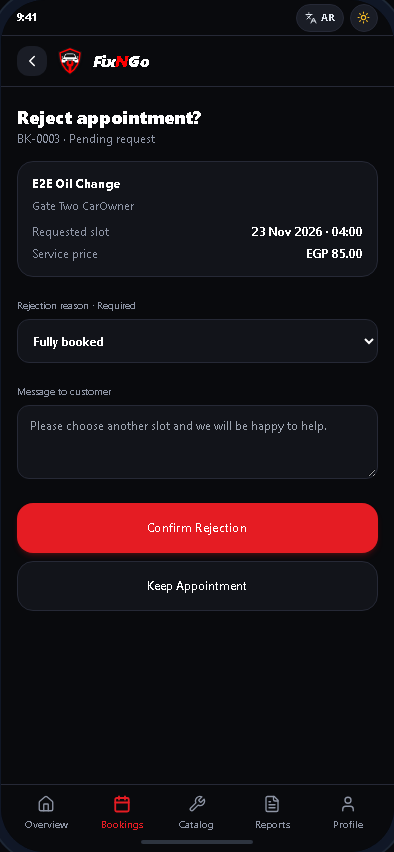 9:41
AR
FixNGo
Reject appointment?
BK-0003 · Pending request
E2E Oil Change
Gate Two CarOwner
Requested slot 23 Nov 2026 · 04:00
Service price EGP 85.00
Rejection reason · Required
Fully booked
Message to customer
Please choose another slot and we will be happy to help.
Confirm Rejection
Keep Appointment
Overview Bookings Catalog Reports Profile